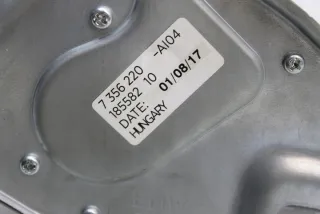 7 356 220 -AI04
185582 10
DATE: 01/08/17
HUNGARY